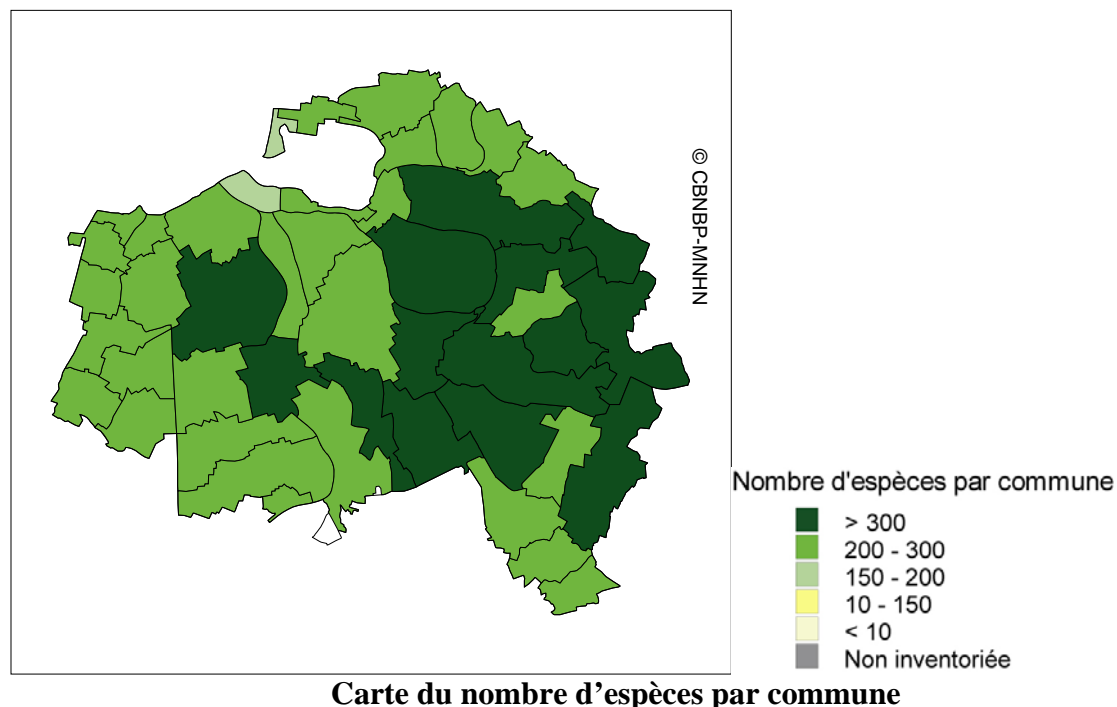 © CBNBP-MNHN
Nombre d'espèces par commune
> 300
200 - 300
150 - 200
10 - 150
< 10
Non inventoriée
Carte du nombre d’espèces par commune